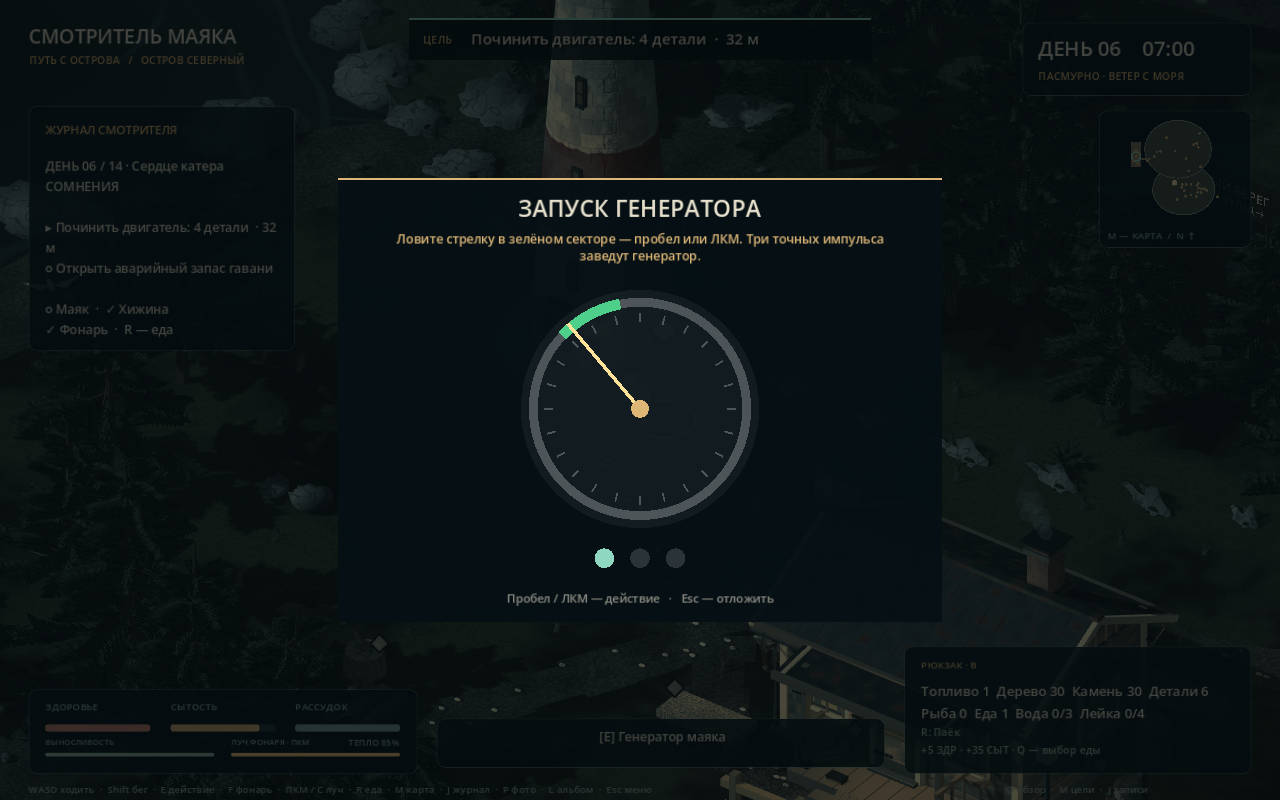 СМОТРИТЕЛЬ МАЯКА
ПУТЬ С ОСТРОВА / ОСТРОВ СЕВЕРНЫЙ
ЦЕЛЬ Починить двигатель: 4 детали · 32 м
ДЕНЬ 06 07:00
ПАСМУРНО · ВЕТЕР С МОРЯ
ЖУРНАЛ СМОТРИТЕЛЯ
ДЕНЬ 06 / 14 · Сердце катера
СОМНЕНИЯ
▸ Починить двигатель: 4 детали · 32
м
○ Открыть аварийный запас гавани
○ Маяк · ✓ Хижина
✓ Фонарь · R — еда
M — КАРТА / N ↑
ЗАПУСК ГЕНЕРАТОРА
Ловите стрелку в зелёном секторе — пробел или ЛКМ. Три точных импульса
заведут генератор.
Пробел / ЛКМ — действие · Esc — отложить
ЗДОРОВЬЕ СЫТОСТЬ РАССУДОК
ВЫНОСЛИВОСТЬ ЛУЧ ФОНАРЯ · ПКМ ТЕПЛО 85%
[E] Генератор маяка
РЮКЗАК · B
Топливо 1 Дерево 30 Камень 30 Детали 6
Рыба 0 Еда 1 Вода 0/3 Лейка 0/4
R: Паёк
+5 ЗДР · +35 СЫТ · Q — выбор еды
WASD ходить · Shift бег · E действие · F фонарь · ПКМ / C луч · R еда · M карта · J журнал · P фото · L альбом · Esc меню
обзор · M цели · J записи